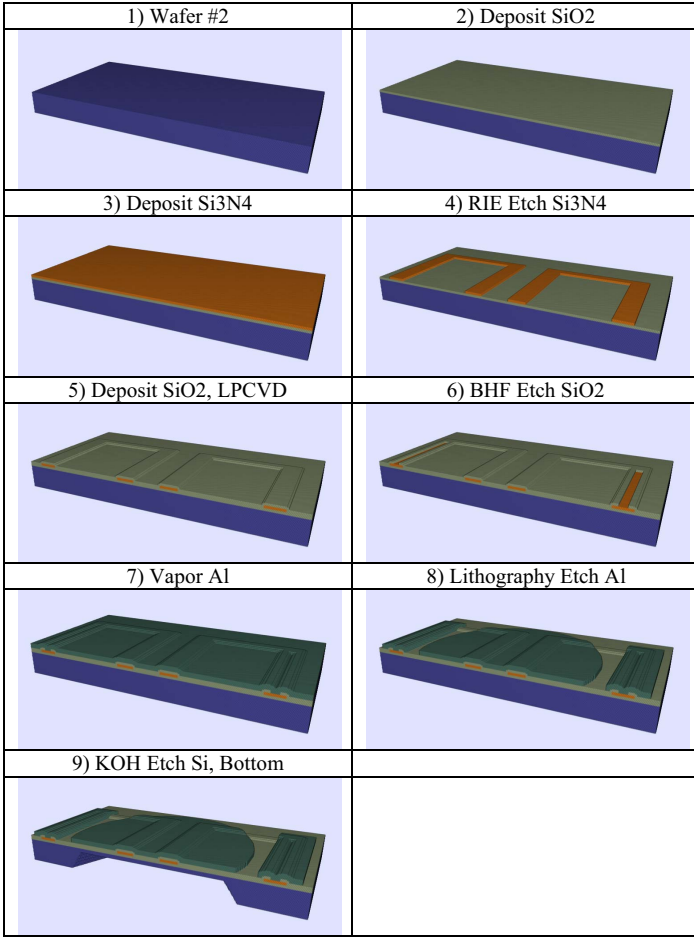 1) Wafer #2
2) Deposit SiO2
3) Deposit Si3N4
4) RIE Etch Si3N4
5) Deposit SiO2, LPCVD
6) BHF Etch SiO2
7) Vapor Al
8) Lithography Etch Al
9) KOH Etch Si, Bottom